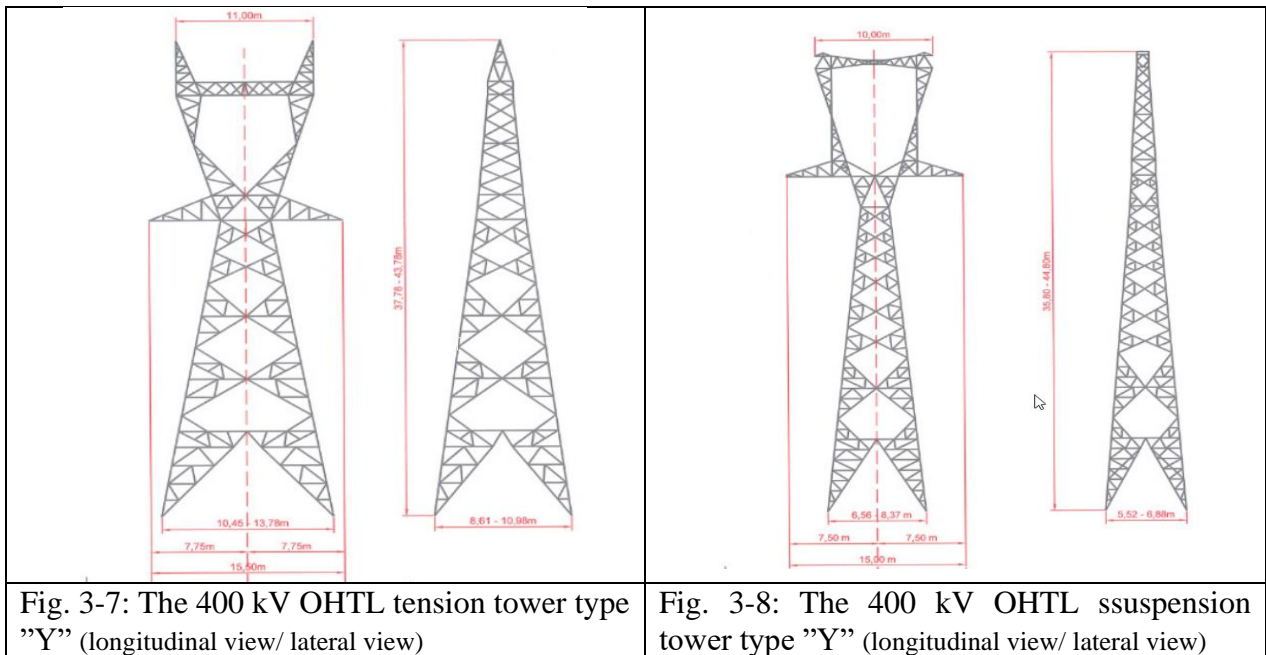 11,00m
37,78 - 43,78m
10,45 - 13,78m
8,61 - 10,98m
7,75m 7,75m
15,50m
10,00m
35,80 - 44,80m
6,56 - 8,37 m
5,52 - 6,88m
7,50 m 7,50 m
15,00 m
Fig. 3-7: The 400 kV OHTL tension tower type
”Y” (longitudinal view/ lateral view)
Fig. 3-8: The 400 kV OHTL ssuspension
tower type ”Y” (longitudinal view/ lateral view)